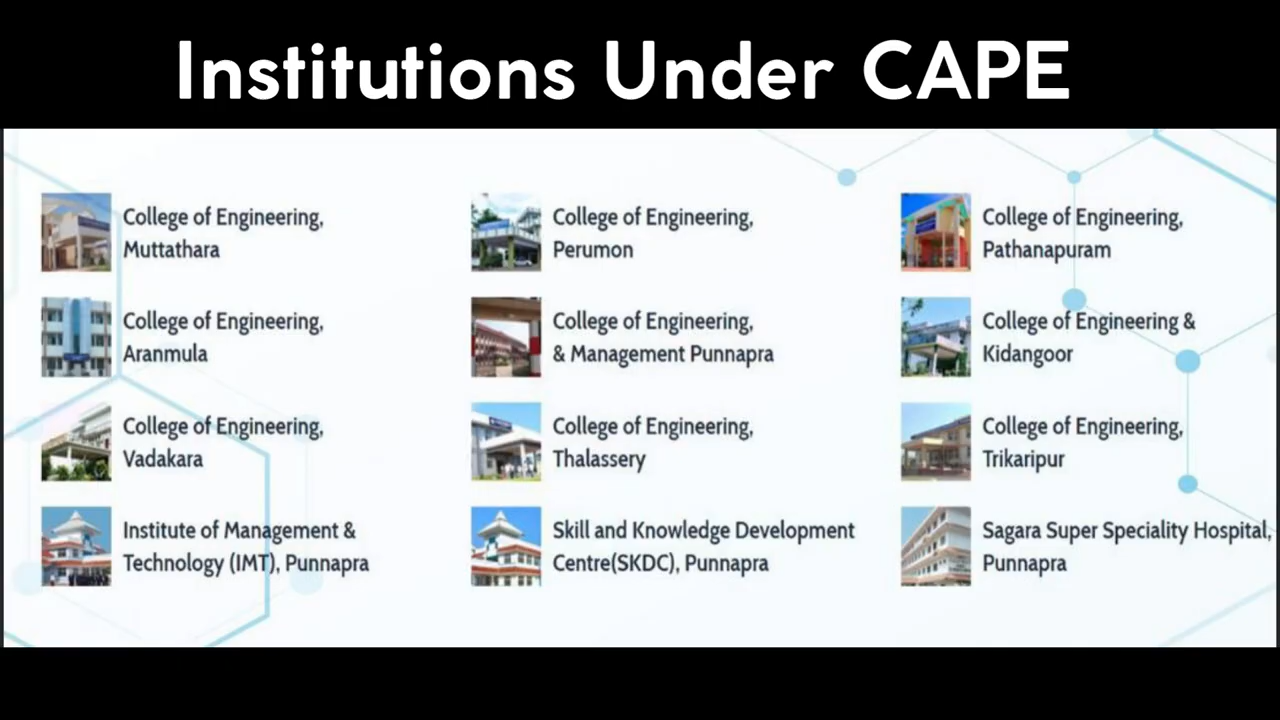 Institutions Under CAPE
College of Engineering,
Muttathara
College of Engineering,
Perumon
College of Engineering,
Pathanapuram
College of Engineering,
Aranmula
College of Engineering,
& Management Punnapra
College of Engineering &
Kidangoor
College of Engineering,
Vadakara
College of Engineering,
Thalassery
College of Engineering,
Trikaripur
Institute of Management &
Technology (IMT), Punnapra
Skill and Knowledge Development
Centre(SKDC), Punnapra
Sagara Super Speciality Hospital,
Punnapra